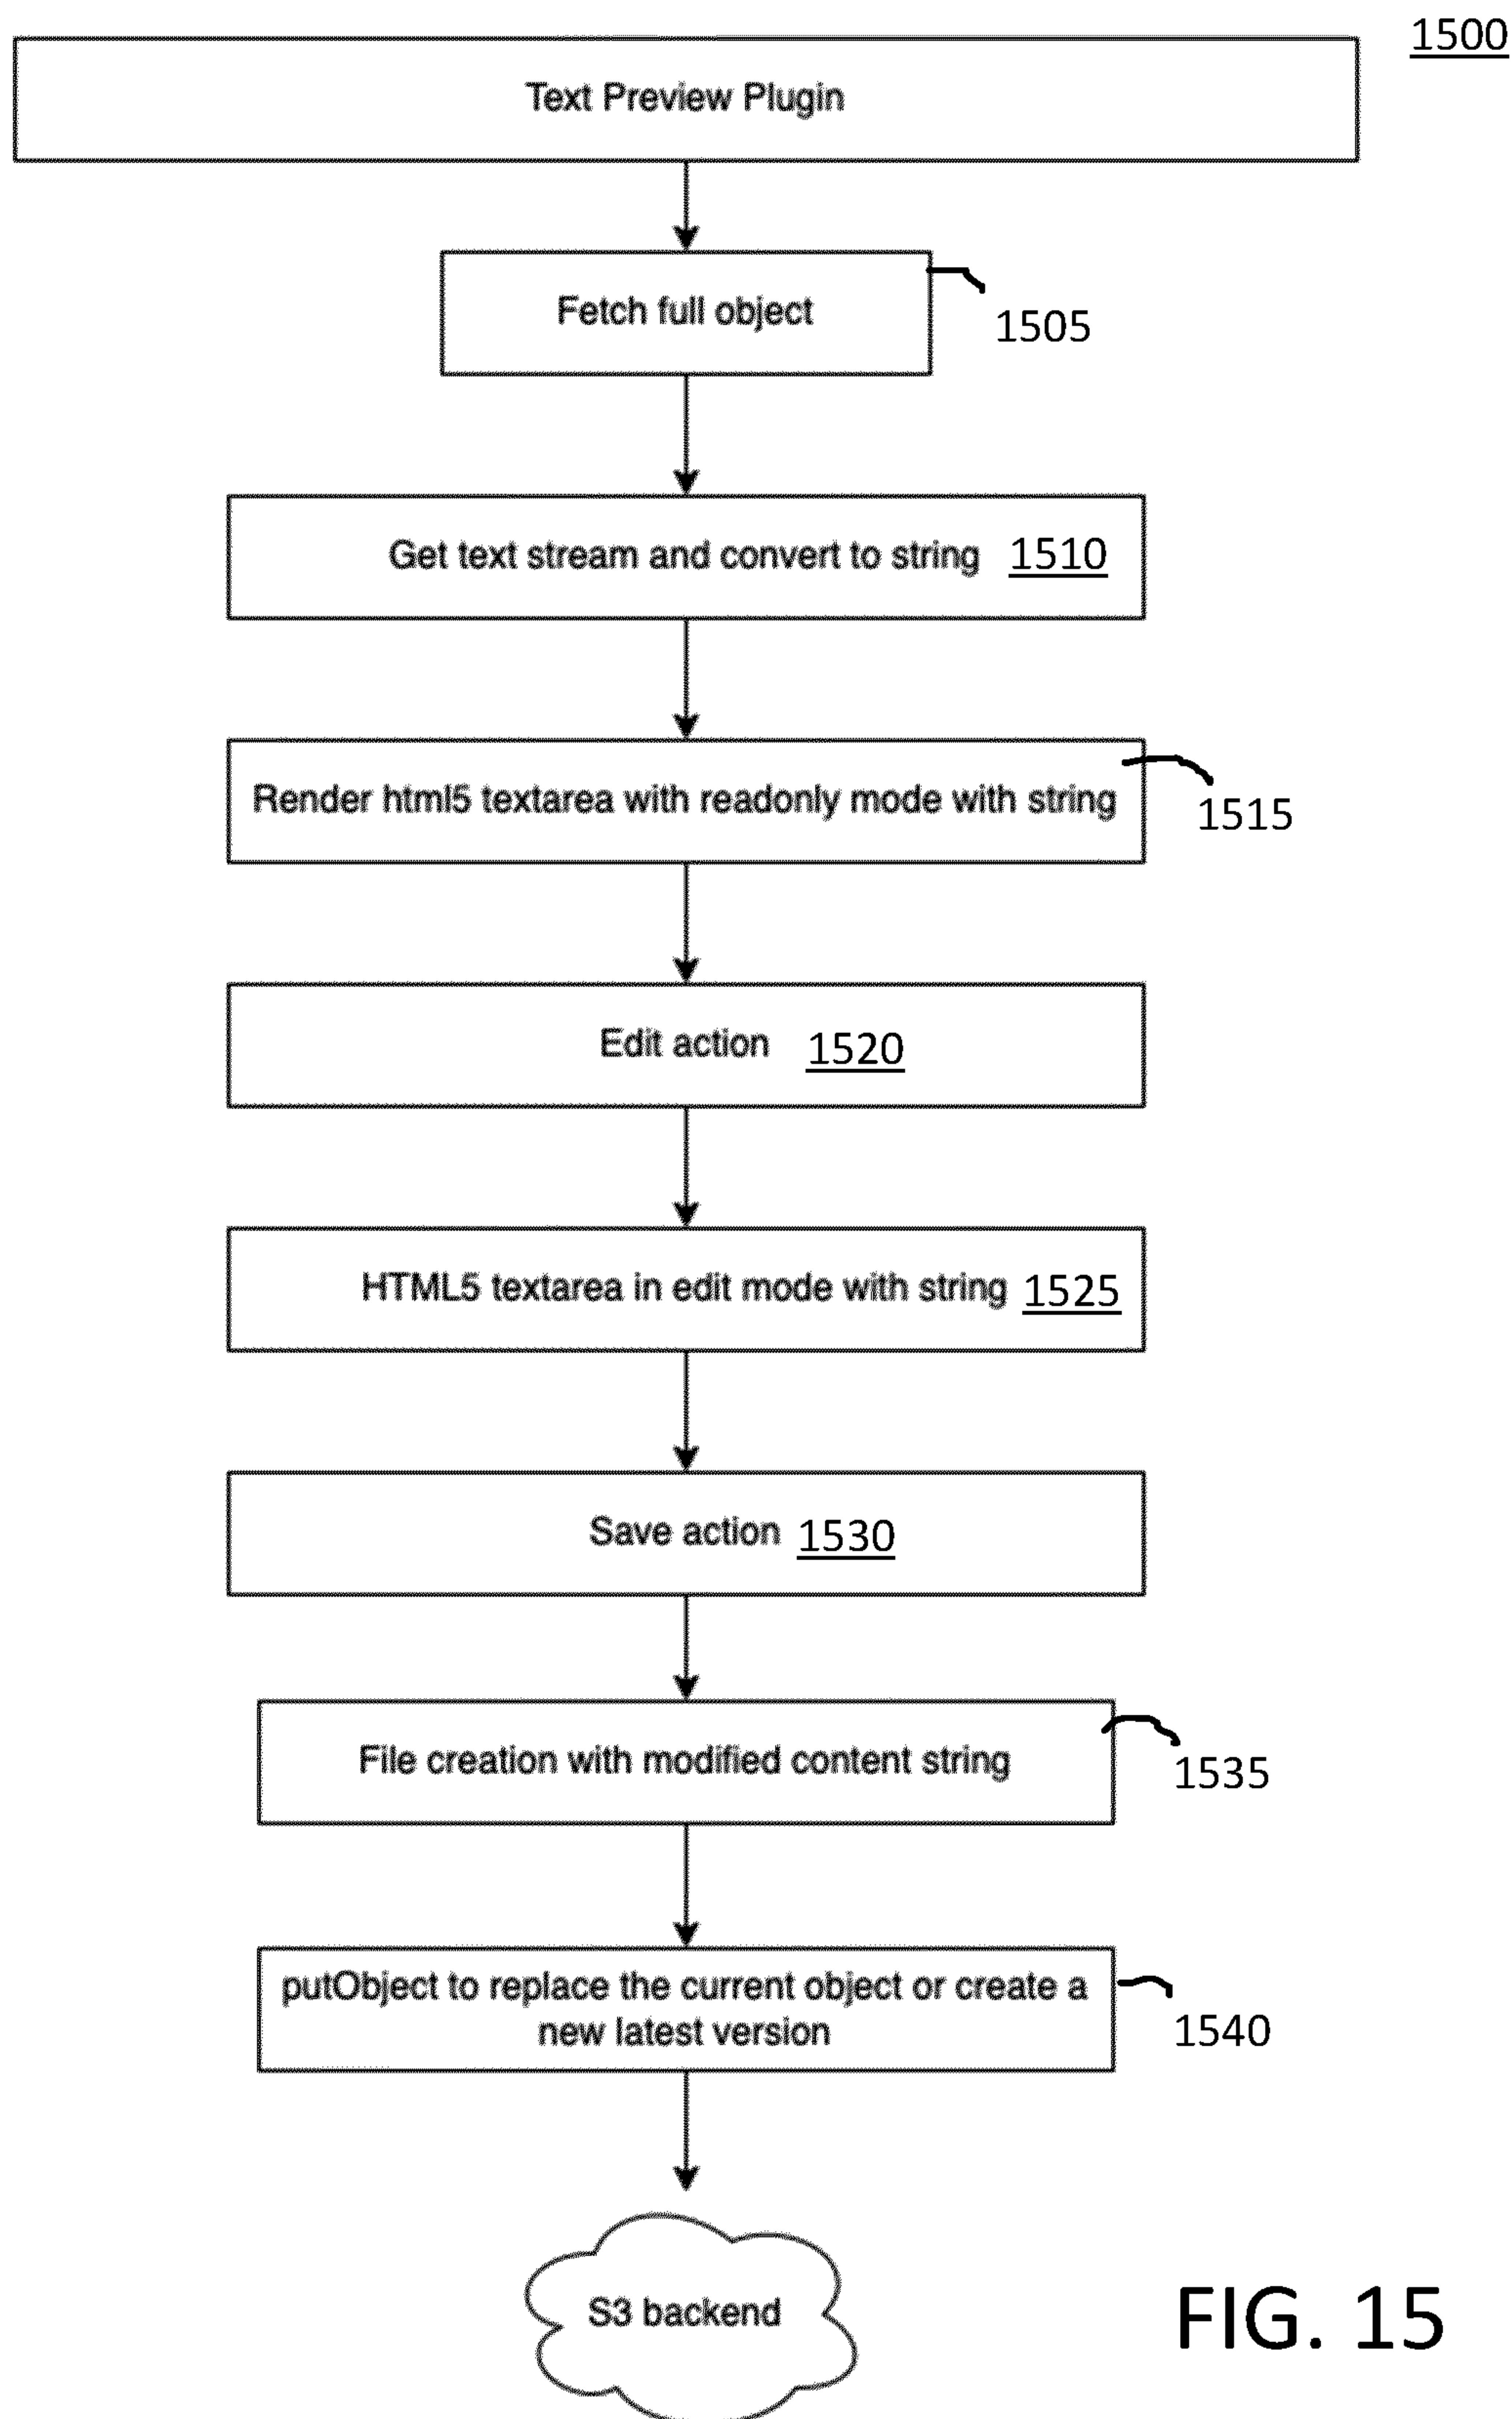 1500
Text Preview Plugin
Fetch full object
1505
Get text stream and convert to string 1510
Render html5 textarea with readonly mode with string
1515
Edit action 1520
HTML5 textarea in edit mode with string 1525
Save action 1530
File creation with modified content string
1535
putObject to replace the current object or create a
new latest version
1540
S3 backend
FIG. 15